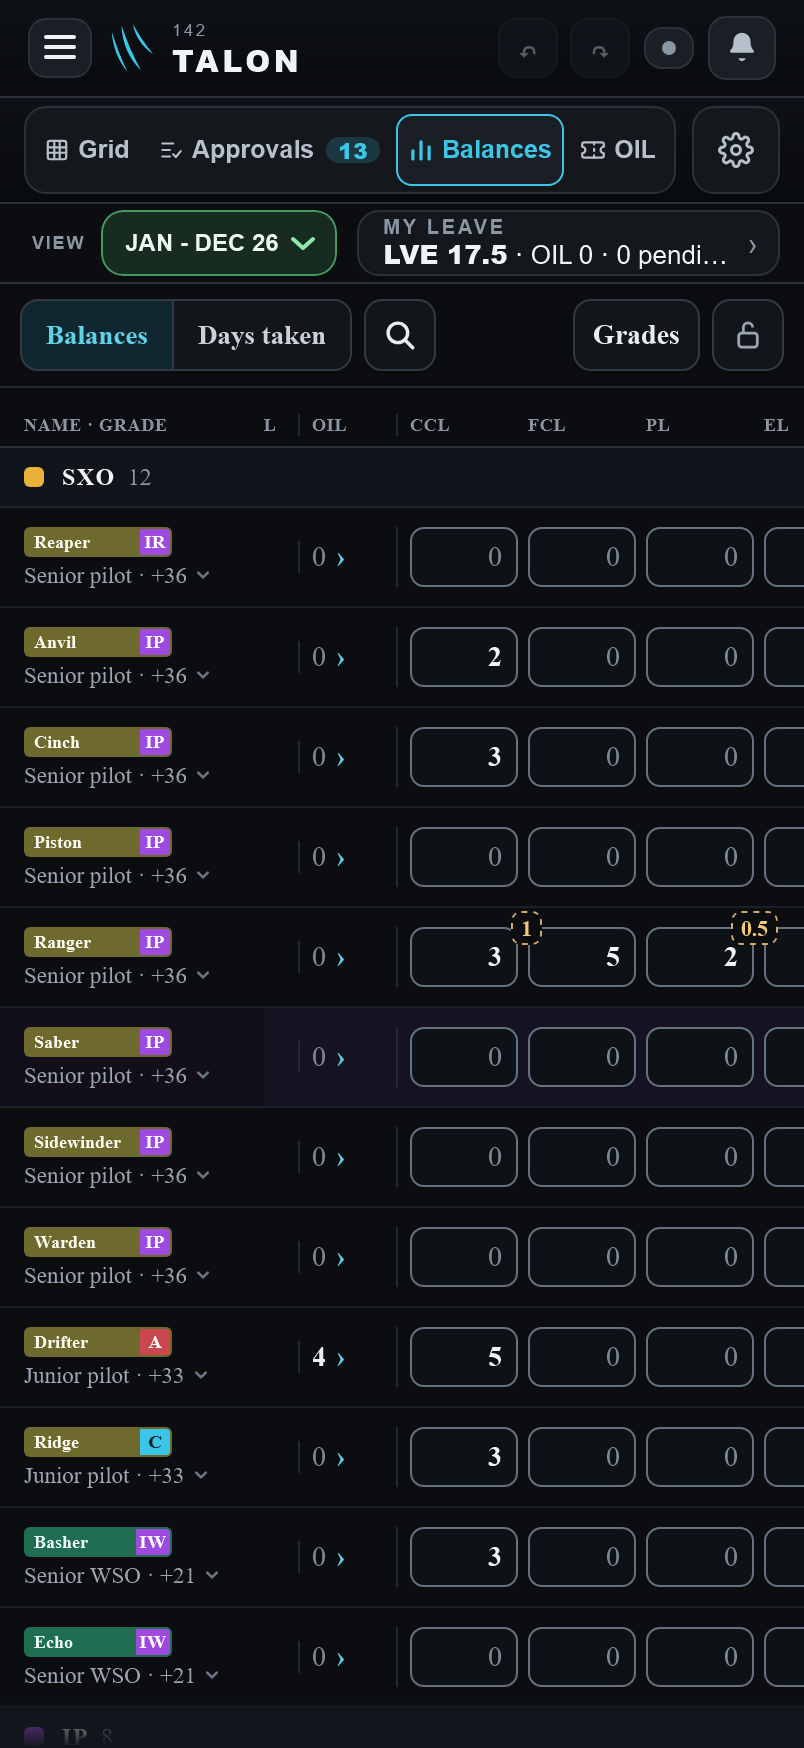 142
TALON
Grid Approvals 13 Balances OIL
VIEW JAN - DEC 26 MY LEAVE
LVE 17.5 · OIL 0 · 0 pendi… ›
Balances Days taken Grades
NAME · GRADE L OIL CCL FCL PL EL
SXO 12
Reaper IR
Senior pilot · +36 0 › 0 0 0
Anvil IP
Senior pilot · +36 0 › 2 0 0
Cinch IP
Senior pilot · +36 0 › 3 0 0
Piston IP
Senior pilot · +36 0 › 0 0 0
1 0.5
Ranger IP
Senior pilot · +36 0 › 3 5 2
Saber IP
Senior pilot · +36 0 › 0 0 0
Sidewinder IP
Senior pilot · +36 0 › 0 0 0
Warden IP
Senior pilot · +36 0 › 0 0 0
Drifter A
Junior pilot · +33 4 › 5 0 0
Ridge C
Junior pilot · +33 0 › 3 0 0
Basher IW
Senior WSO · +21 0 › 3 0 0
Echo IW
Senior WSO · +21 0 › 0 0 0
IP 8